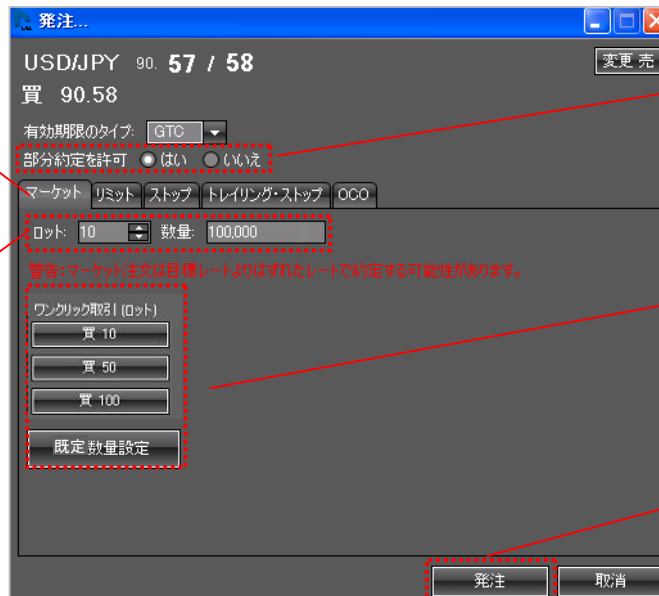 発注...
USD/JPY 90. 57 / 58
変更 売
買 90.58
有効期限のタイプ: GTC
部分約定を許可 はい いいえ
マーケット リミット ストップ トレイリング・ストップ OCO
ロット: 10 数量: 100,000
警告:マーケット注文は目標レートよりはずれたレートで約定する可能性があります。
ワンクリック取引 (ロット)
買 10
買 50
買 100
既定数量設定
発注 取消